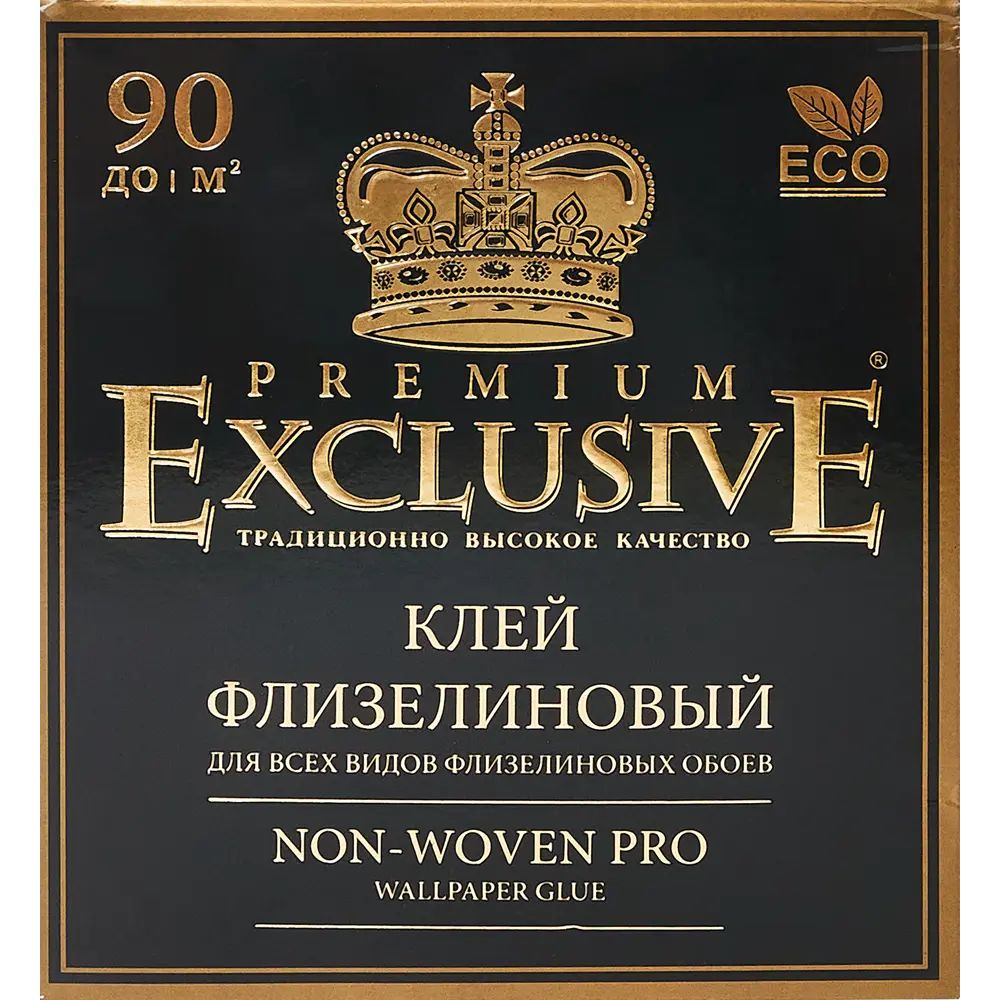 90
ДО | М²
ECO
PREMIUM
EXCLUSIVE®
ТРАДИЦИОННО ВЫСОКОЕ КАЧЕСТВО
КЛЕЙ
ФЛИЗЕЛИНОВЫЙ
ДЛЯ ВСЕХ ВИДОВ ФЛИЗЕЛИНОВЫХ ОБОЕВ
NON-WOVEN PRO
WALLPAPER GLUE